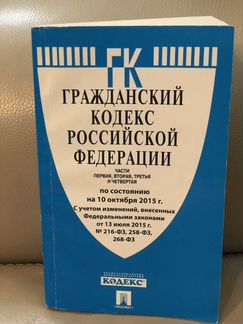 ГК
ГРАЖДАНСКИЙ
КОДЕКС
РОССИЙСКОЙ
ФЕДЕРАЦИИ
ЧАСТИ
ПЕРВАЯ, ВТОРАЯ, ТРЕТЬЯ
И ЧЕТВЕРТАЯ
по состоянию
на 10 октября 2015 г.
С учетом изменений, внесенных
Федеральными законами
от 13 июля 2015 г.
№ 216-ФЗ, 258-ФЗ,
268-ФЗ
КОДЕКС
ПРОСПЕКТ